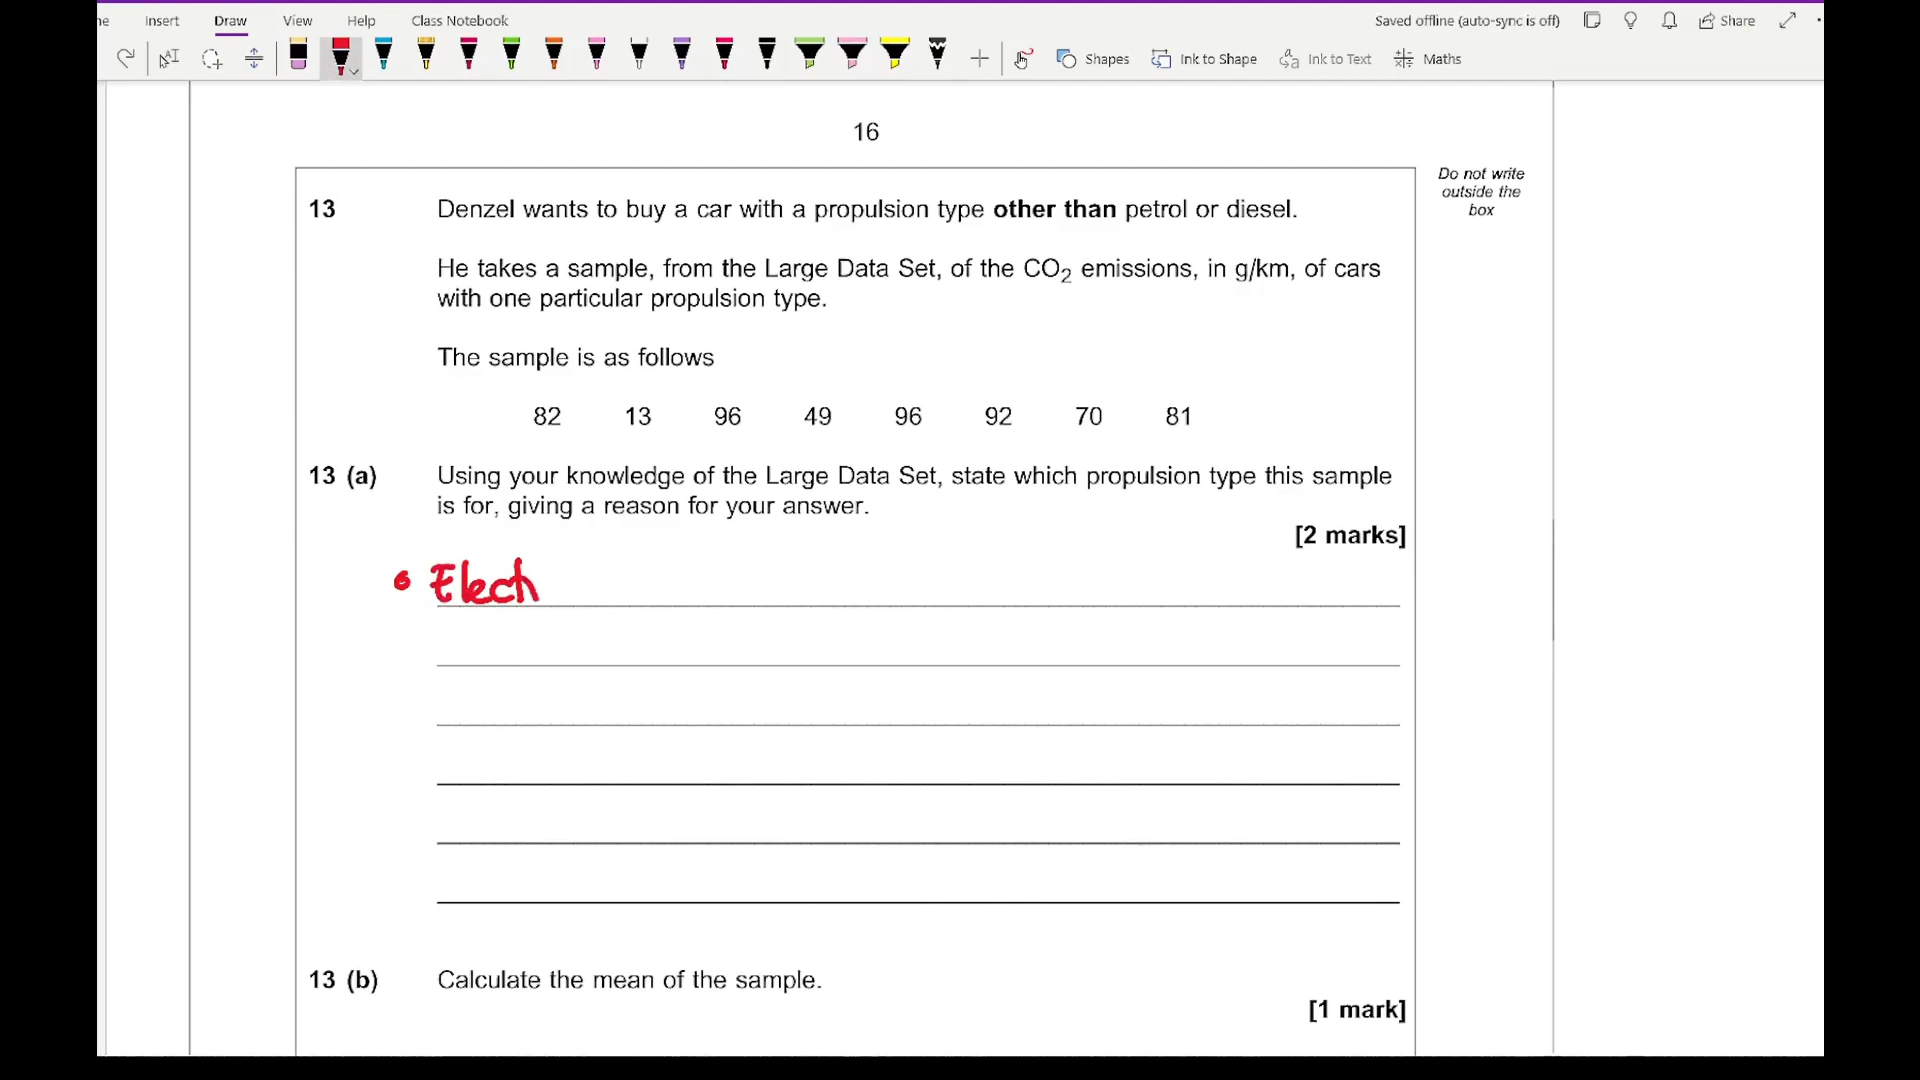 Insert Draw View Help Class Notebook Saved offline (auto-sync is off) Share
Shapes Ink to Shape Ink to Text Maths
16
Do not write
outside the
box
13 Denzel wants to buy a car with a propulsion type other than petrol or diesel.
He takes a sample, from the Large Data Set, of the CO₂ emissions, in g/km, of cars
with one particular propulsion type.
The sample is as follows
82 13 96 49 96 92 70 81
13 (a) Using your knowledge of the Large Data Set, state which propulsion type this sample
is for, giving a reason for your answer.
[2 marks]
• Elect
13 (b) Calculate the mean of the sample.
[1 mark]